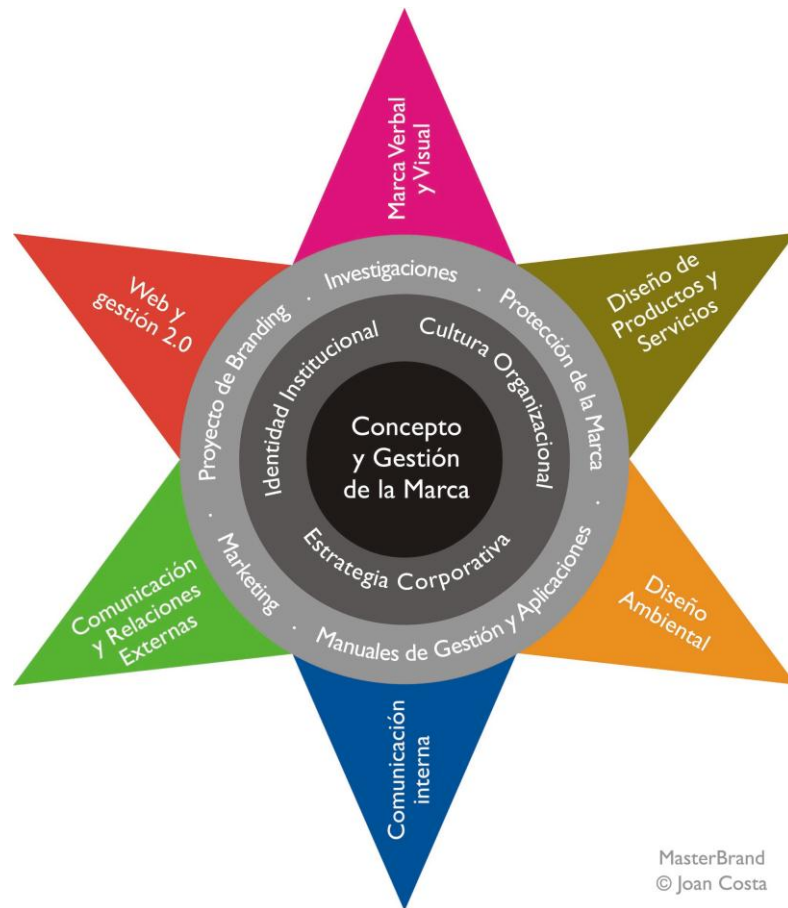 Marca Verbal
y Visual
Diseño de
Productos y
Servicios
Diseño
Ambiental
Comunicación
interna
Comunicación
y Relaciones
Externas
Web y
gestión 2.0
Proyecto de Branding · Investigaciones · Protección de la Marca · Manuales de Gestión y Aplicaciones · Marketing ·
Identidad Institucional
Cultura Organizacional
Estrategia Corporativa
Concepto
y Gestión
de la Marca
MasterBrand
© Joan Costa